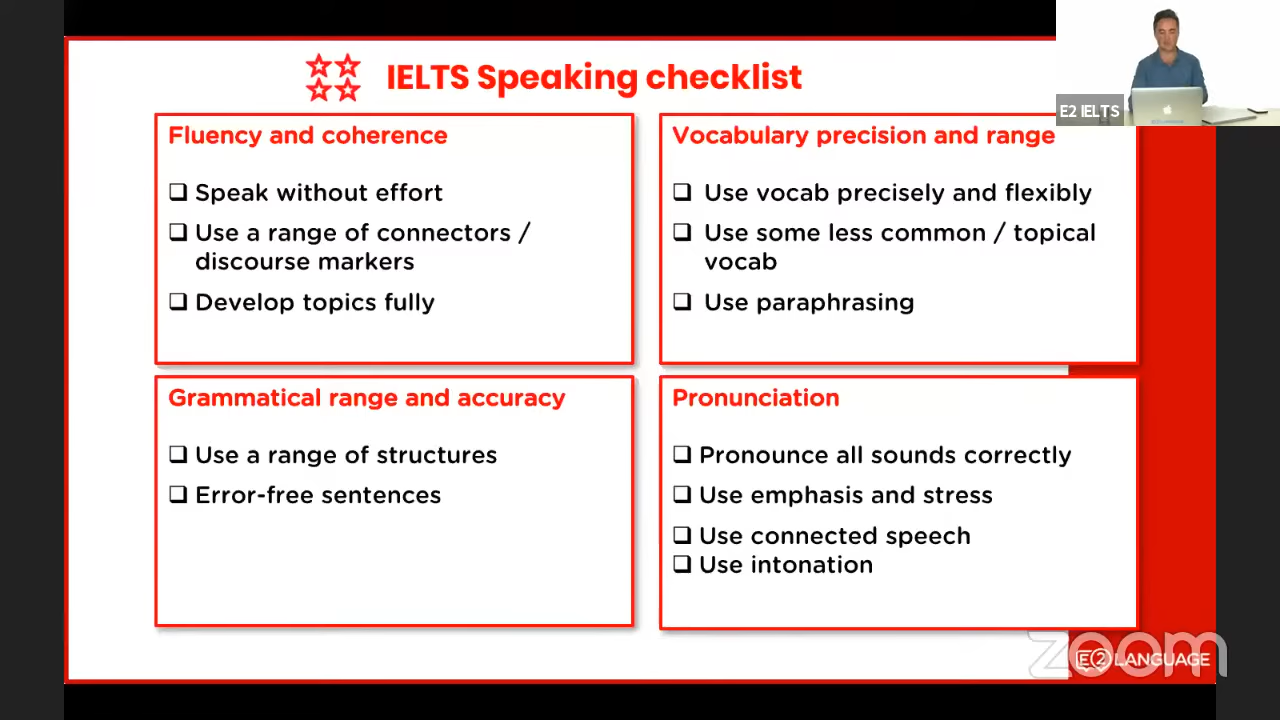 IELTS Speaking checklist
E2 IELTS
Fluency and coherence
Speak without effort
Use a range of connectors /
discourse markers
Develop topics fully
Vocabulary precision and range
Use vocab precisely and flexibly
Use some less common / topical
vocab
Use paraphrasing
Grammatical range and accuracy
Use a range of structures
Error-free sentences
Pronunciation
Pronounce all sounds correctly
Use emphasis and stress
Use connected speech
Use intonation
zoom
E2 LANGUAGE